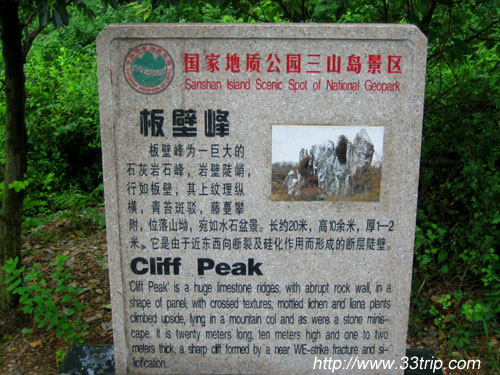 国家地质公园三山岛景区
Sanshan Island Scenic Spot of National Geopark
板壁峰
板壁峰为一巨大的
石灰岩石峰，岩壁陡峭，
行如板壁，其上纹理纵
横，青苔斑驳，藤蔓攀
附，位落山坳，宛如水石盆景。长约20米，高10余米，厚1—2
米。它是由于近东西向断裂及硅化作用而形成的断层陡壁。
Cliff Peak
'Cliff Peak' is a huge limestone ridges, with abrupt rock wall, in a
shape of panel, with crossed textures, mottled lichen and liana plants
climbed upside, lying in a mountain col and as were a stone minis-
cape. It is twenty meters long, ten meters high and one to two
meters thick. a sharp cliff formed by a near WE-strike fracture and si-
licification.
http://www.33trip.com